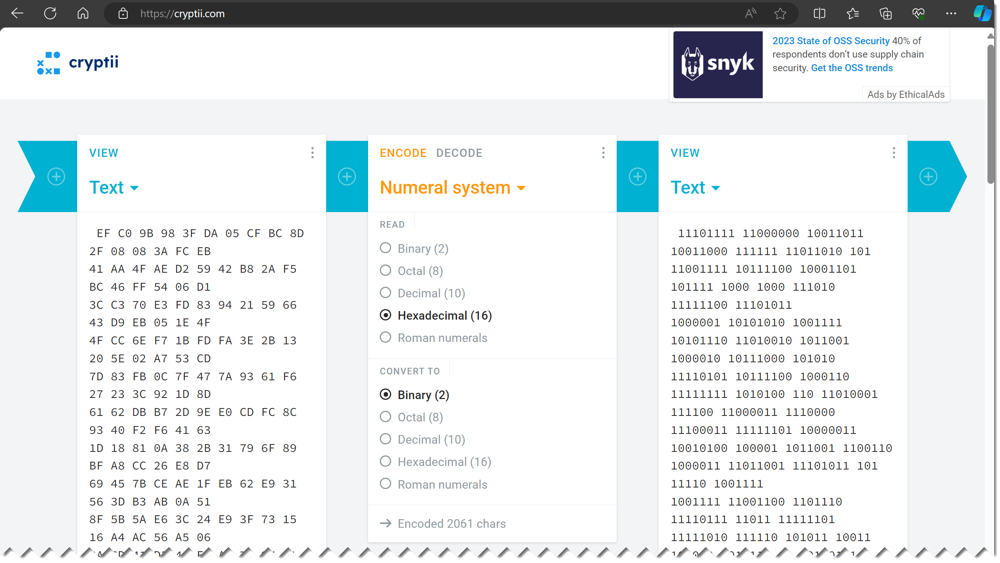 https://cryptii.com
cryptii
snyk
2023 State of OSS Security 40% of
respondents don’t use supply chain
security. Get the OSS trends
Ads by EthicalAds
VIEW
Text
EF C0 9B 98 3F DA 05 CF BC 8D
2F 08 08 3A FC EB
41 AA 4F AE D2 59 42 B8 2A F5
BC 46 FF 54 06 D1
3C C3 70 E3 FD 83 94 21 59 66
43 D9 EB 05 1E 4F
4F CC 6E F7 1B FD FA 3E 2B 13
20 5E 02 A7 53 CD
7D 83 FB 0C 7F 47 7A 93 61 F6
27 23 3C 92 1D 8D
61 62 DB B7 2D 9E E0 CD FC 8C
93 40 F2 F6 41 63
1D 18 81 0A 38 2B 31 79 6F 89
BF A8 CC 26 E8 D7
69 45 7B CE AE 1F EB 62 E9 31
56 3D B3 AB 0A 51
8F 5B 5A E6 3C 24 E9 3F 73 15
16 A4 AC 56 A5 06
ENCODE DECODE
Numeral system
READ
Binary (2)
Octal (8)
Decimal (10)
Hexadecimal (16)
Roman numerals
CONVERT TO
Binary (2)
Octal (8)
Decimal (10)
Hexadecimal (16)
Roman numerals
Encoded 2061 chars
VIEW
Text
11101111 11000000 10011011
10011000 111111 11011010 101
11001111 10111100 10001101
101111 1000 1000 111010
11111100 11101011
1000001 10101010 1001111
10101110 11010010 1011001
1000010 10111000 101010
11110101 10111100 1000110
11111111 1010100 110 11010001
111100 11000011 1110000
11100011 11111101 10000011
10010100 100001 1011001 1100110
1000011 11011001 11101011 101
11110 1001111
1001111 11001100 1101110
11110111 11011 11111101
11111010 111110 101011 10011